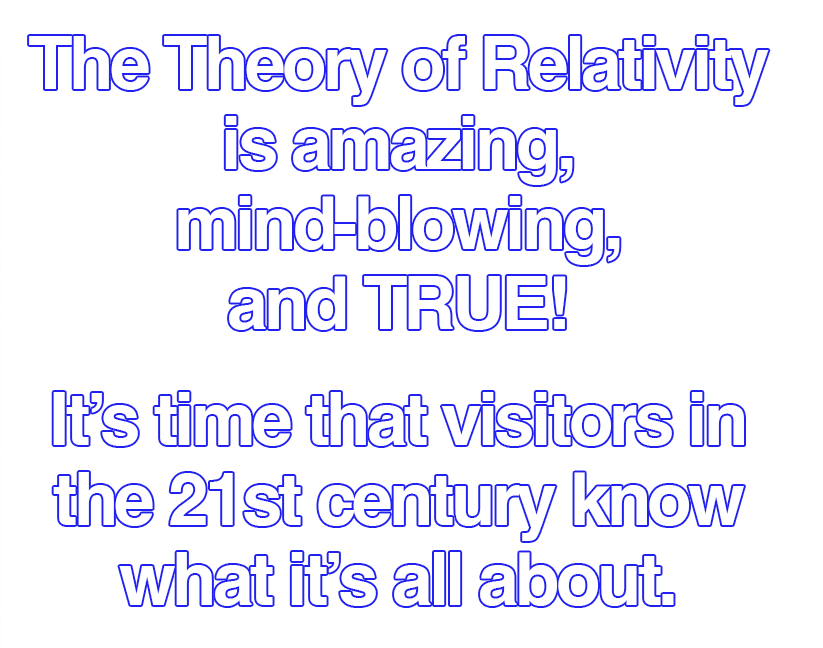 The Theory of Relativity
is amazing,
mind-blowing,
and TRUE!
It’s time that visitors in
the 21st century know
what it’s all about.